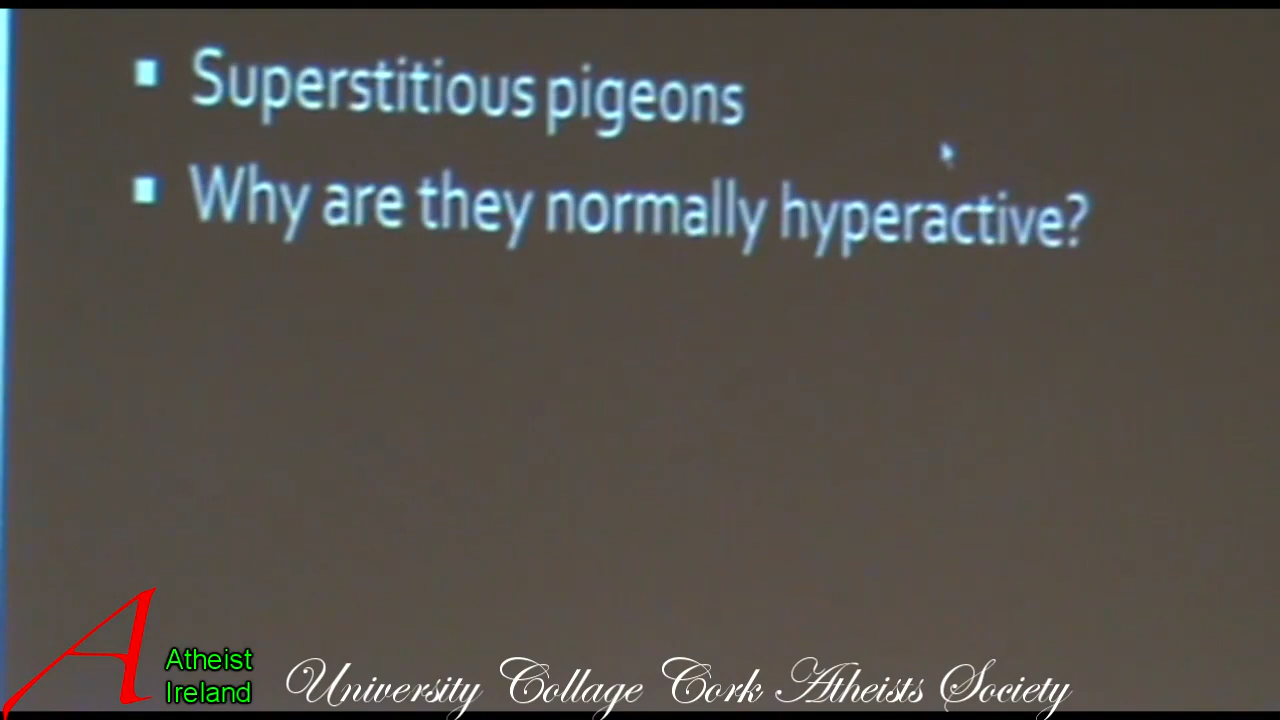 Superstitious pigeons
Why are they normally hyperactive?
A
Atheist
Ireland
University Collage Cork Atheists Society